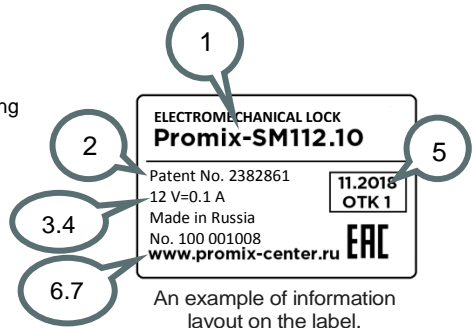 1
ng
ELECTROMECHANICAL LOCK
Promix-SM112.10
2
5
Patent No. 2382861
11.2018
12 V=0.1 A
ОТК 1
3.4
Made in Russia
No. 100 001008
EAC
www.promix-center.ru
6.7
An example of information
layout on the label.